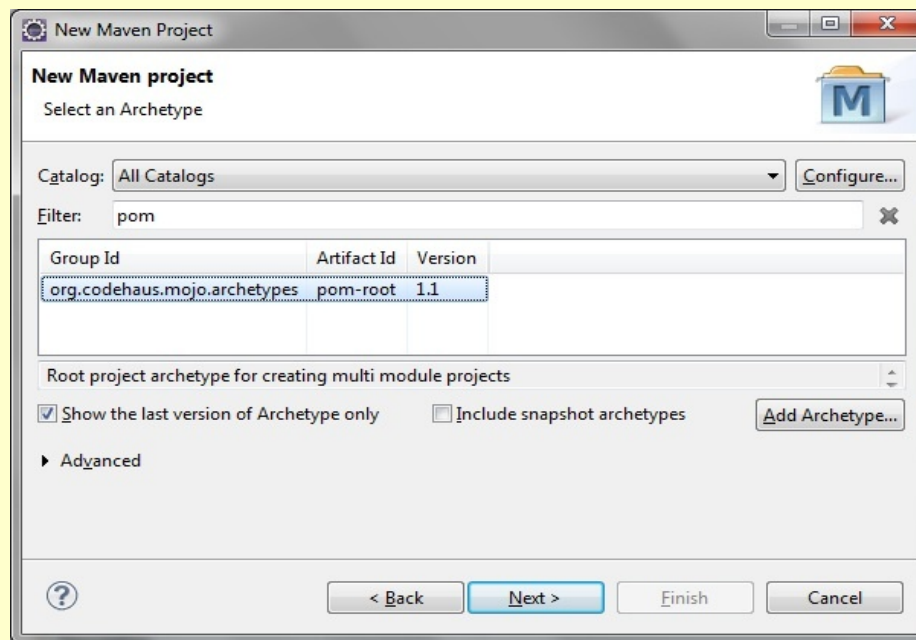 New Maven Project
New Maven project
Select an Archetype
M
Catalog: All Catalogs Configure...
Filter: pom
Group Id Artifact Id Version
org.codehaus.mojo.archetypes pom-root 1.1
Root project archetype for creating multi module projects
Show the last version of Archetype only Include snapshot archetypes Add Archetype...
Advanced
? < Back Next > Finish Cancel